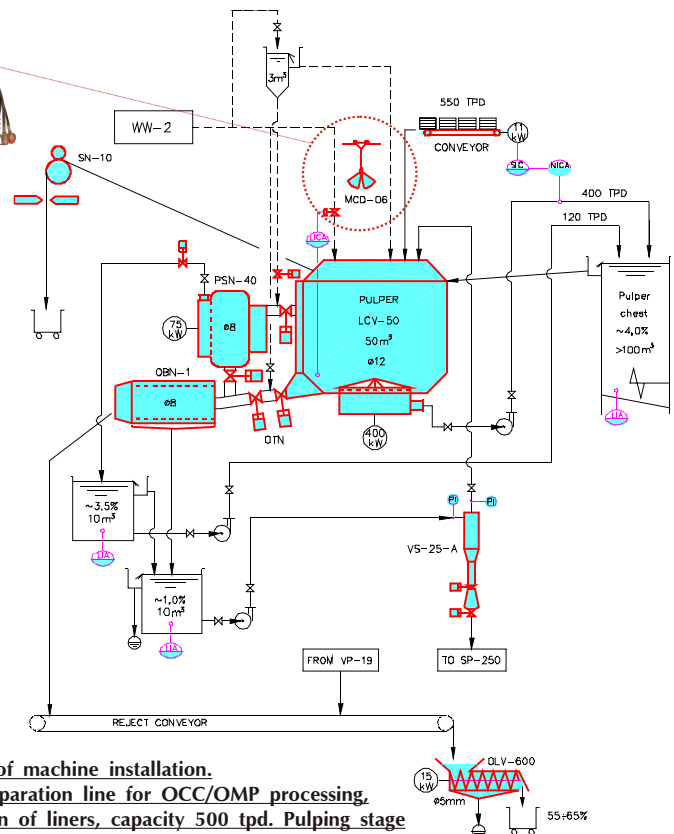 3m³
WW-2
550 TPD
11 kW
CONVEYOR
SIC
NICA
SN-10
MCD-06
400 TPD
120 TPD
LICA
PSN-40
75 kW
ø8
PULPER
LCV-50
50m³
ø12
Pulper
chest
~4,0%
>100m³
LIA
OBN-1
ø8
OTN
400 kW
~3,5%
10m³
LIA
PI
PI
VS-25-A
~1,0%
10m³
LIA
FROM VP-19
TO SP-250
REJECT CONVEYOR
OLV-600
15 kW
ø5mm
55÷65%
of machine installation.
paration line for OCC/OMP processing,
n of liners, capacity 500 tpd. Pulping stage